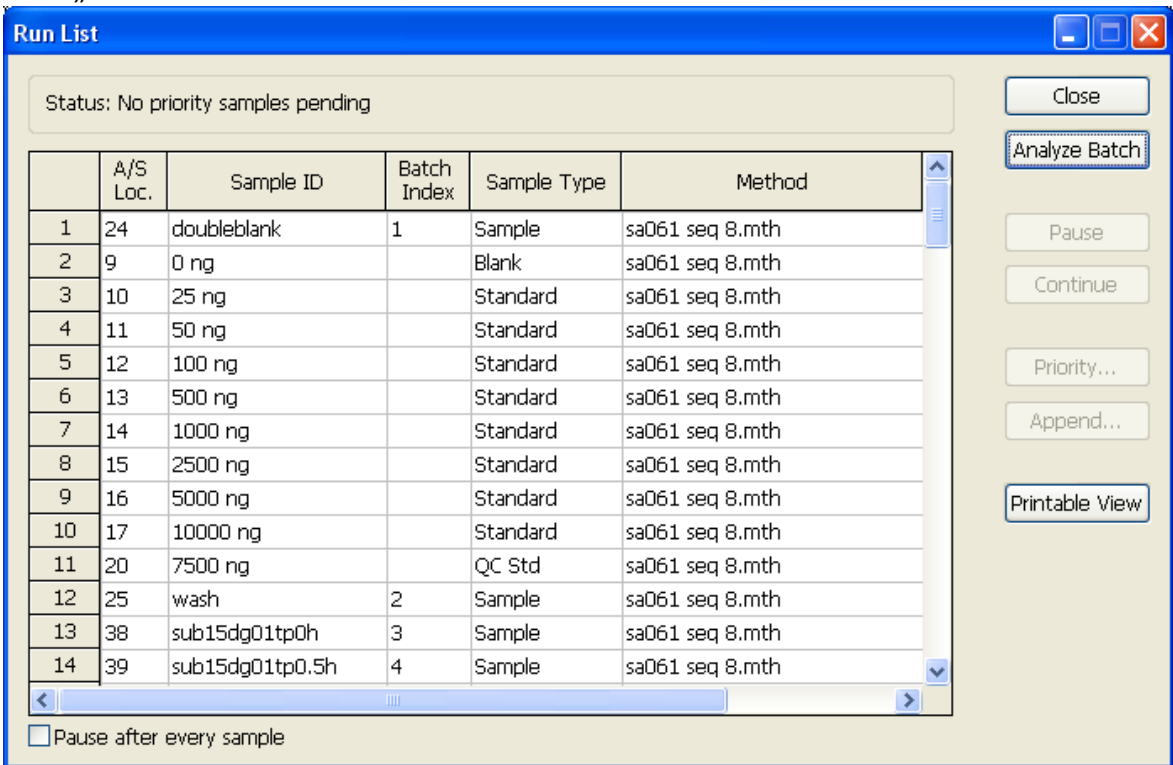 Run List
Status: No priority samples pending
Close
Analyze Batch
A/S Loc. Sample ID Batch Index Sample Type Method
1 24 doubleblank 1 Sample sa061 seq 8.mth
2 9 0 ng Blank sa061 seq 8.mth
3 10 25 ng Standard sa061 seq 8.mth
4 11 50 ng Standard sa061 seq 8.mth
5 12 100 ng Standard sa061 seq 8.mth
6 13 500 ng Standard sa061 seq 8.mth
7 14 1000 ng Standard sa061 seq 8.mth
8 15 2500 ng Standard sa061 seq 8.mth
9 16 5000 ng Standard sa061 seq 8.mth
10 17 10000 ng Standard sa061 seq 8.mth
11 20 7500 ng QC Std sa061 seq 8.mth
12 25 wash 2 Sample sa061 seq 8.mth
13 38 sub15dg01tp0h 3 Sample sa061 seq 8.mth
14 39 sub15dg01tp0.5h 4 Sample sa061 seq 8.mth
Pause
Continue
Priority...
Append...
Printable View
Pause after every sample